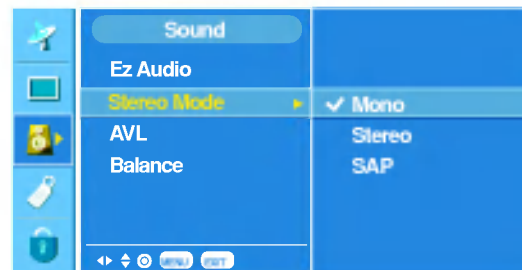 Sound
Ez Audio
Stereo Mode
AVL
Balance
MENU EXIT
Mono
Stereo
SAP